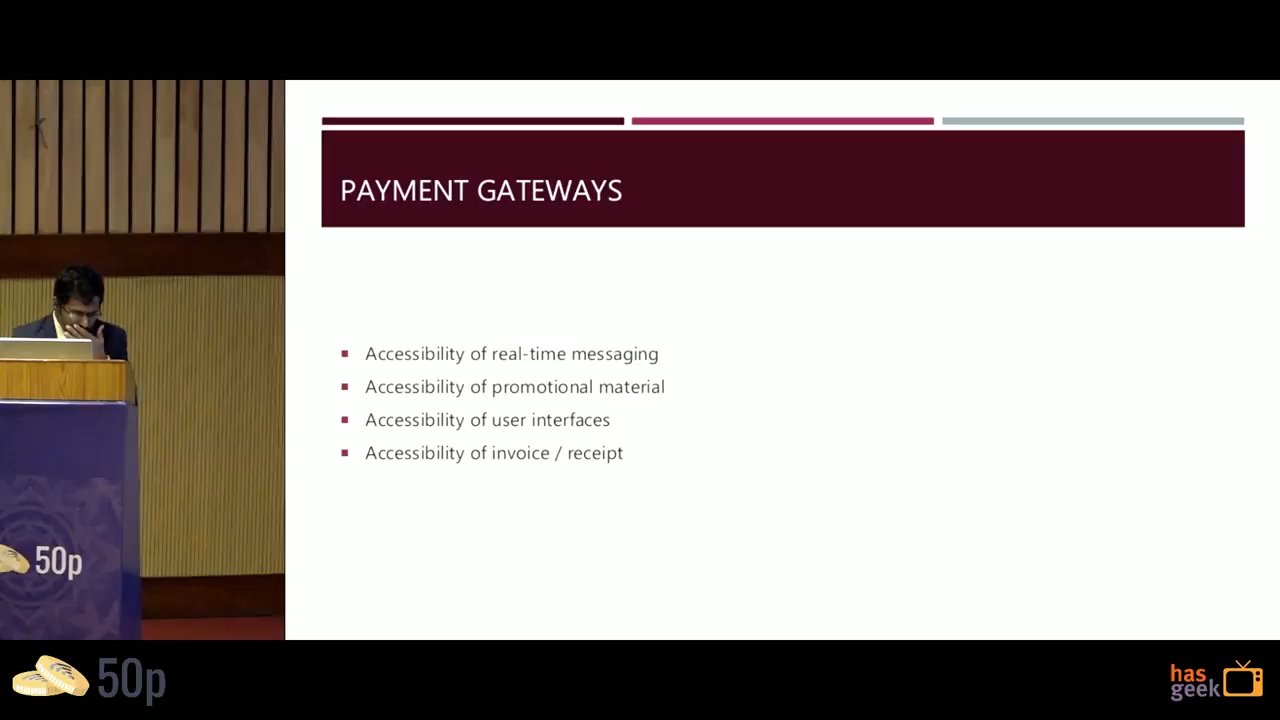 PAYMENT GATEWAYS
Accessibility of real-time messaging
Accessibility of promotional material
Accessibility of user interfaces
Accessibility of invoice / receipt
50p
50p
has
geek